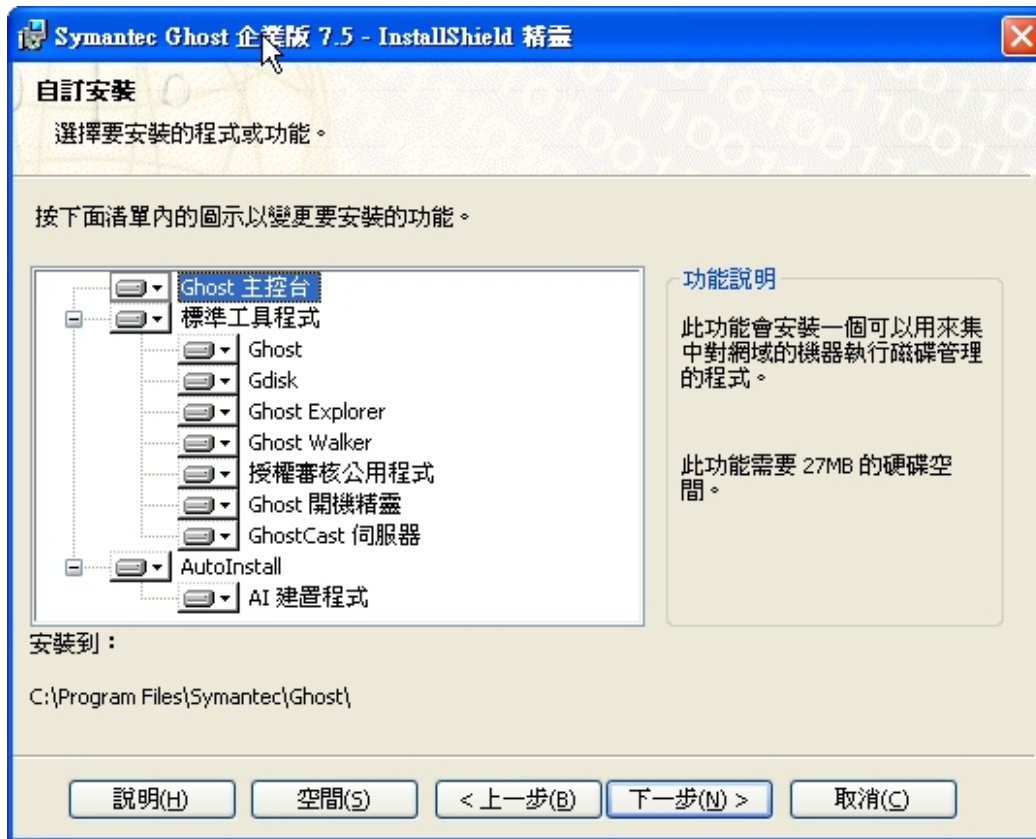 Symantec Ghost 企業版 7.5 - InstallShield 精靈
自訂安裝
選擇要安裝的程式或功能。
按下面清單內的圖示以變更要安裝的功能。
Ghost 主控台
標準工具程式
Ghost
Gdisk
Ghost Explorer
Ghost Walker
授權審核公用程式
Ghost 開機精靈
GhostCast 伺服器
AutoInstall
AI 建置程式
功能說明
此功能會安裝一個可以用來集
中對網域的機器執行磁碟管理
的程式。
此功能需要 27MB 的硬碟空
間。
安裝到：
C:\Program Files\Symantec\Ghost\
說明(H)
空間(S)
< 上一步(B)
下一步(N) >
取消(C)